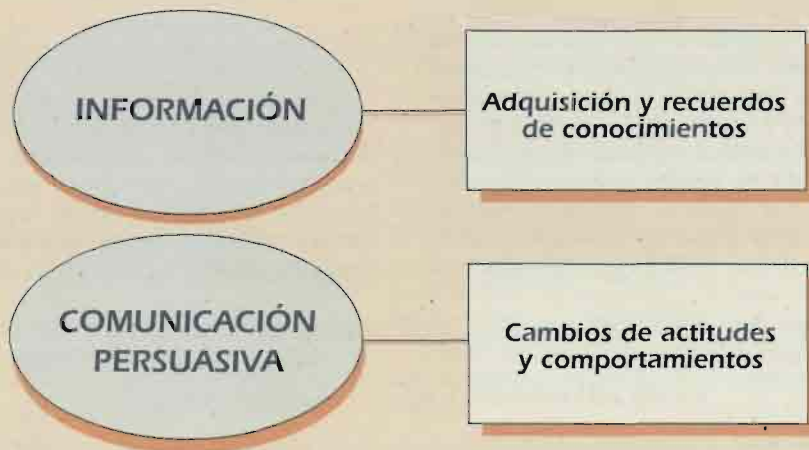 INFORMACIÓN
Adquisición y recuerdos
de conocimientos
COMUNICACIÓN
PERSUASIVA
Cambios de actitudes
y comportamientos